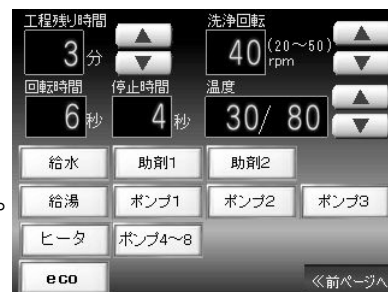 工程残り時間 洗浄回転
3分 40 (20～50) rpm
回転時間 停止時間 温度
6秒 4秒 30/ 80
給水 助剤1 助剤2
給湯 ポンプ1 ポンプ2 ポンプ3
ヒータ ポンプ4～8
eco
≪前ページへ